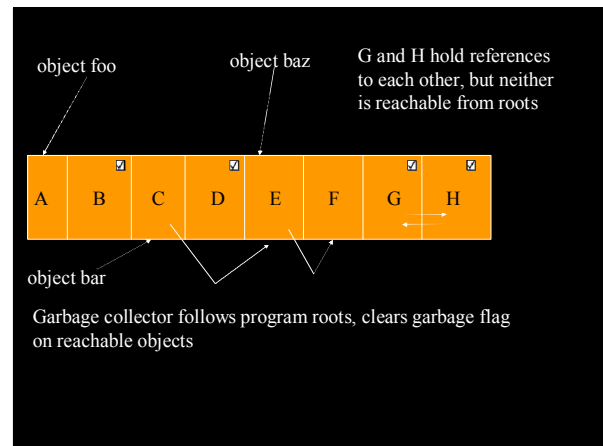 object foo
object baz
G and H hold references
to each other, but neither
is reachable from roots
A B C D E F G H
object bar
Garbage collector follows program roots, clears garbage flag
on reachable objects